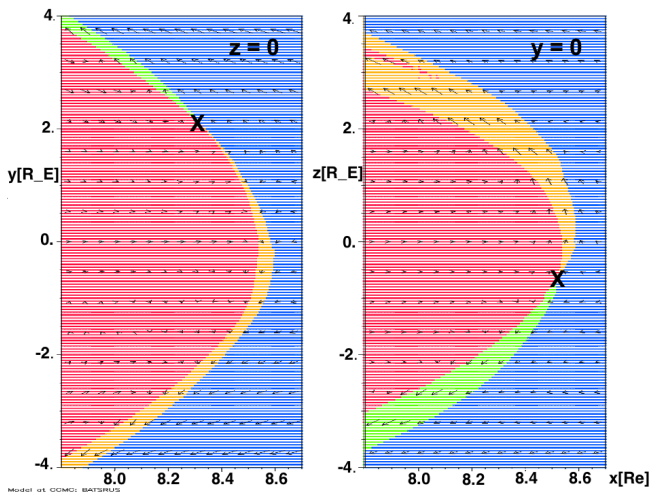 4.
z = 0
4.
y = 0
X
2.
2.
y[R_E]
z[R_E]
0.
0.
X
-2.
-2.
-4.
-4.
8.0
8.2
8.4
8.6
8.0
8.2
8.4
8.6
x[Re]
Model at CCMC: BATSRUS